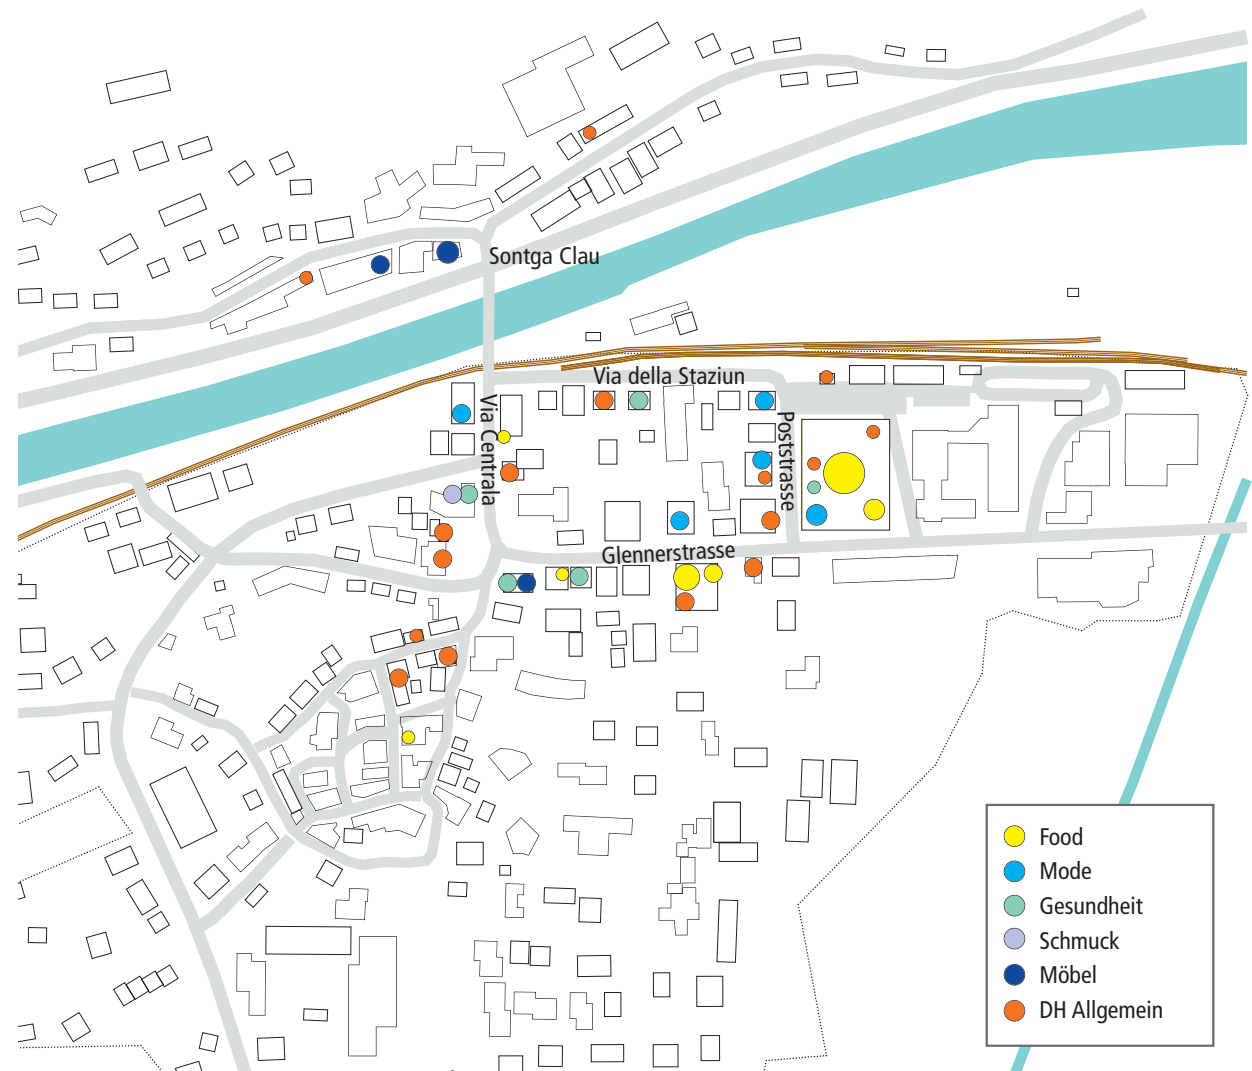 Sontga Clau
Via della Staziun
Via Centrala
Poststrasse
Glennerstrasse
Food
Mode
Gesundheit
Schmuck
Möbel
DH Allgemein